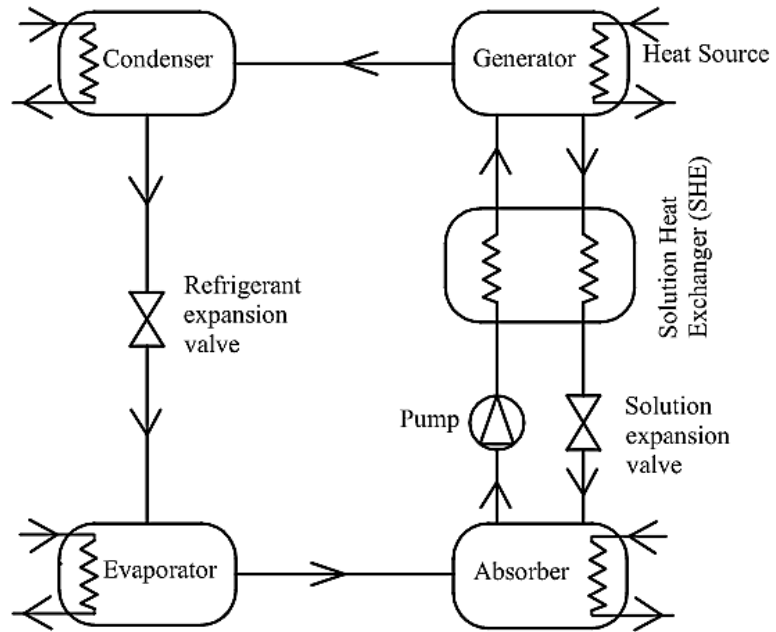 Condenser
Generator
Heat Source
Solution Heat
Exchanger (SHE)
Refrigerant
expansion
valve
Pump
Solution
expansion
valve
Evaporator
Absorber